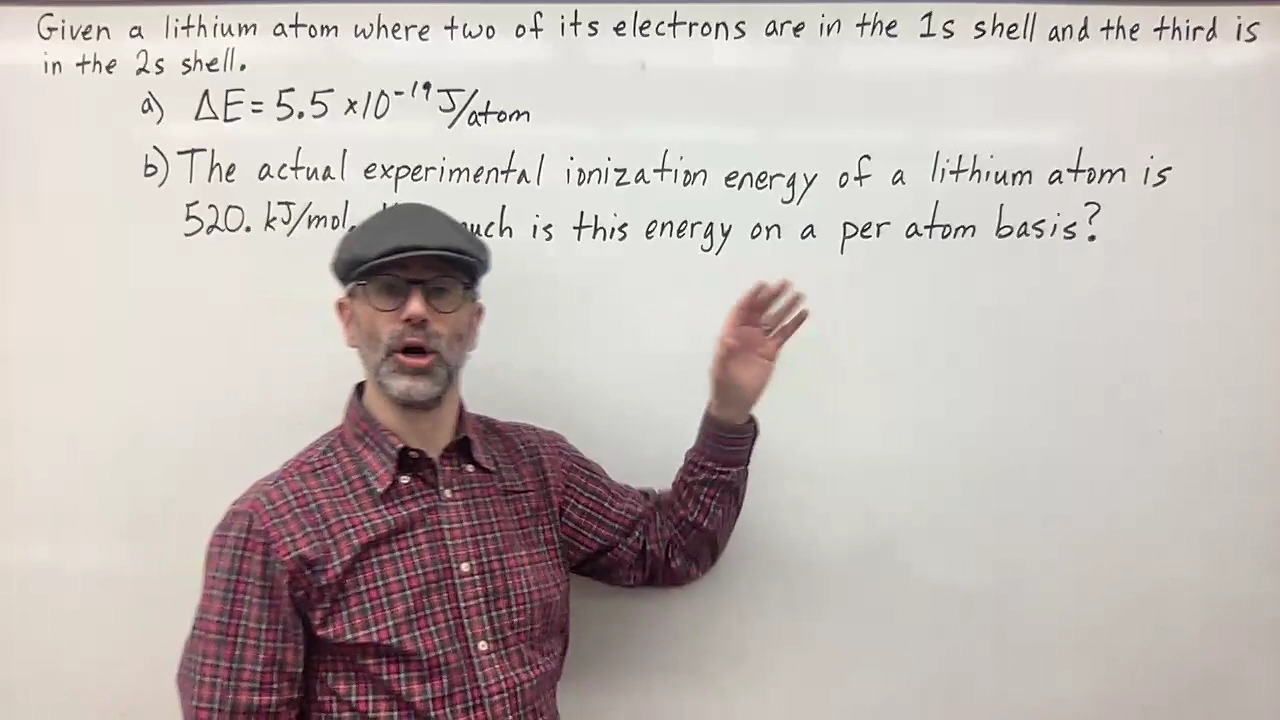 Given a lithium atom where two of its electrons are in the 1s shell and the third is
in the 2s shell.
a) ΔE = 5.5 ×10⁻¹⁹ J/atom
b) The actual experimental ionization energy of a lithium atom is
520. kJ/mol. is this energy on a per atom basis?